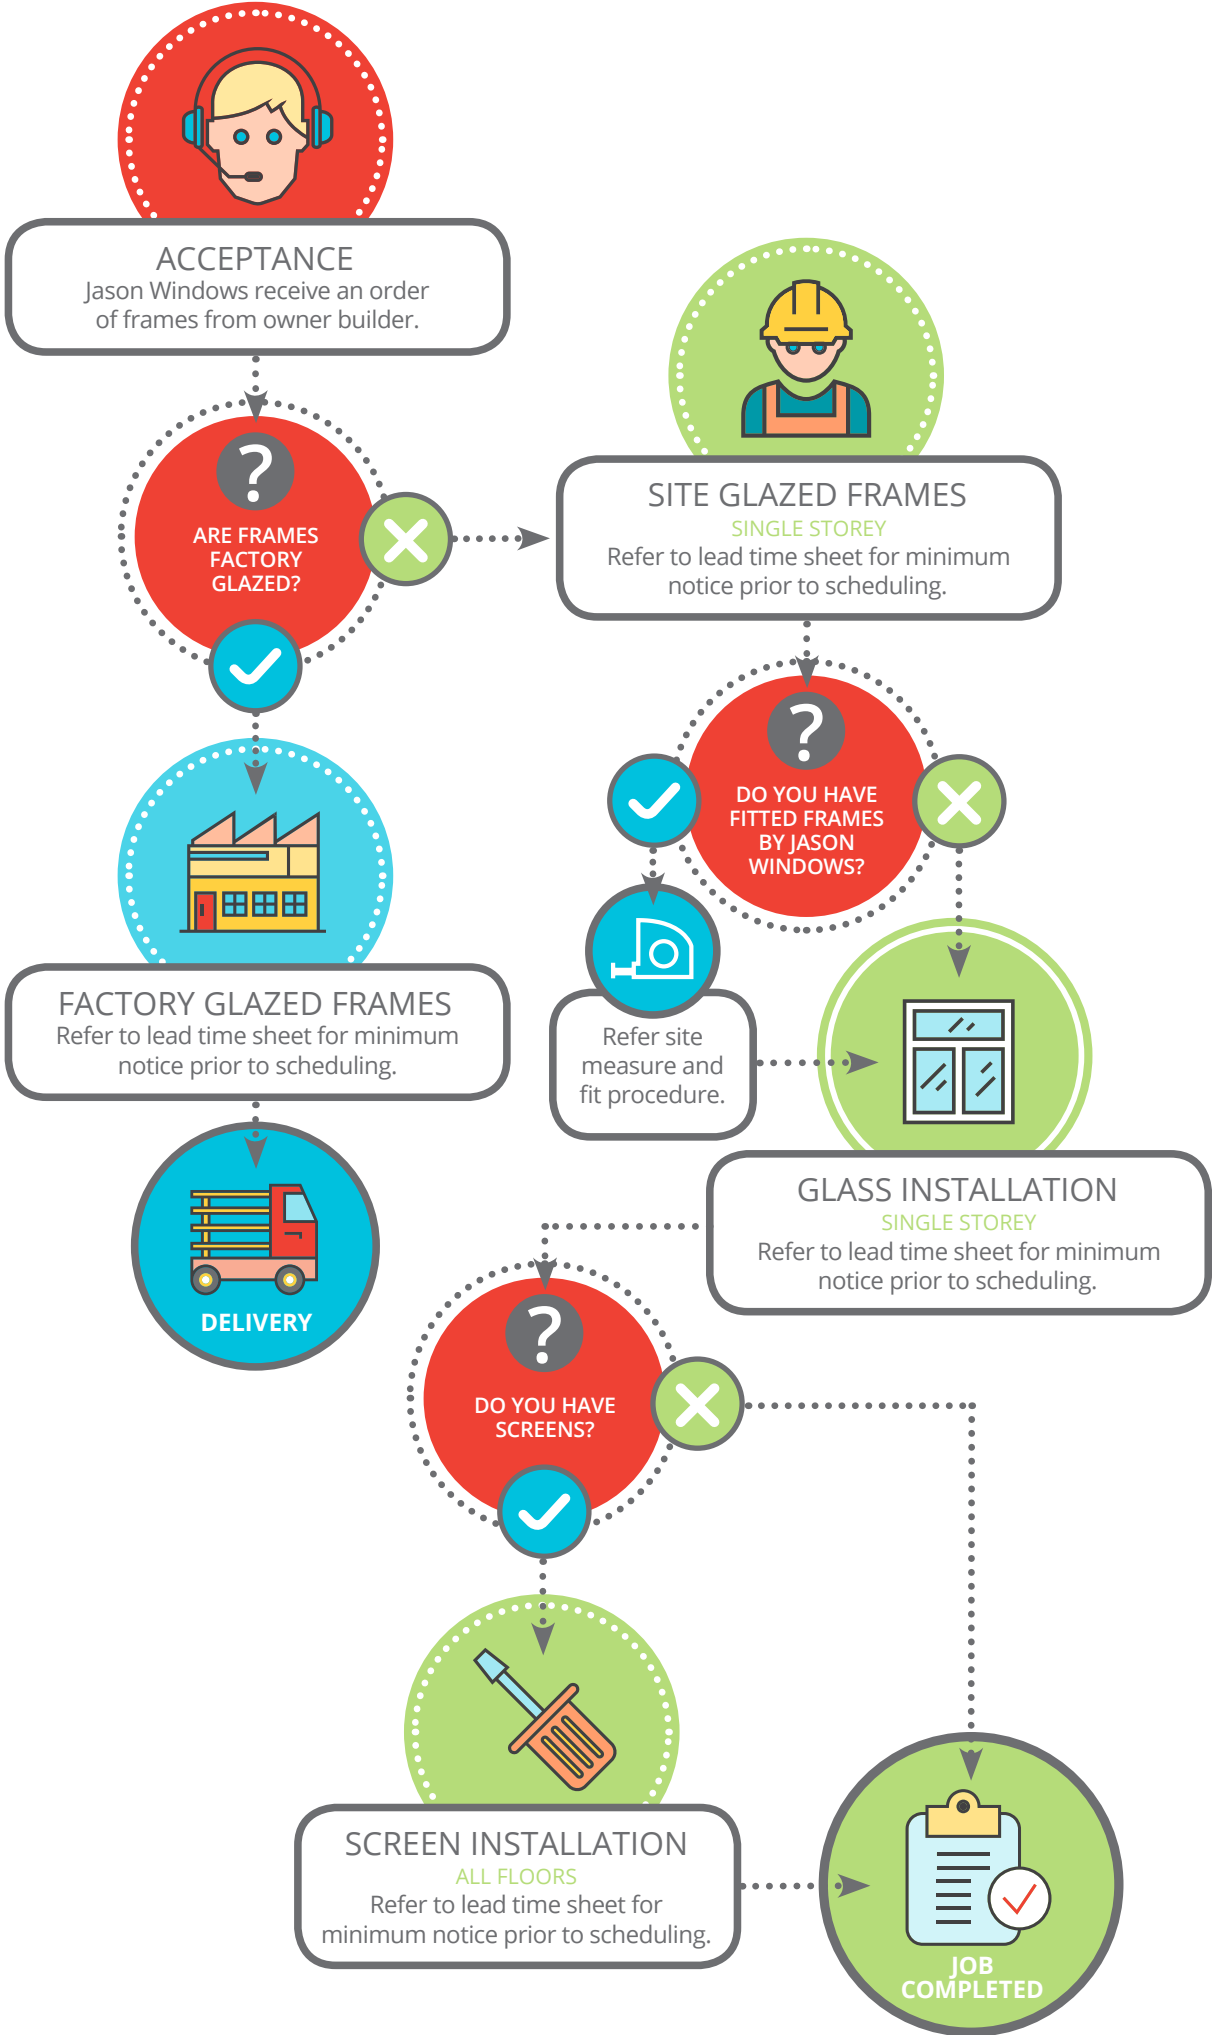 ACCEPTANCE
Jason Windows receive an order
of frames from owner builder.
?
ARE FRAMES
FACTORY
GLAZED?
SITE GLAZED FRAMES
SINGLE STOREY
Refer to lead time sheet for minimum
notice prior to scheduling.
?
DO YOU HAVE
FITTED FRAMES
BY JASON
WINDOWS?
FACTORY GLAZED FRAMES
Refer to lead time sheet for minimum
notice prior to scheduling.
Refer site
measure and
fit procedure.
DELIVERY
GLASS INSTALLATION
SINGLE STOREY
Refer to lead time sheet for minimum
notice prior to scheduling.
?
DO YOU HAVE
SCREENS?
SCREEN INSTALLATION
ALL FLOORS
Refer to lead time sheet for
minimum notice prior to scheduling.
JOB
COMPLETED